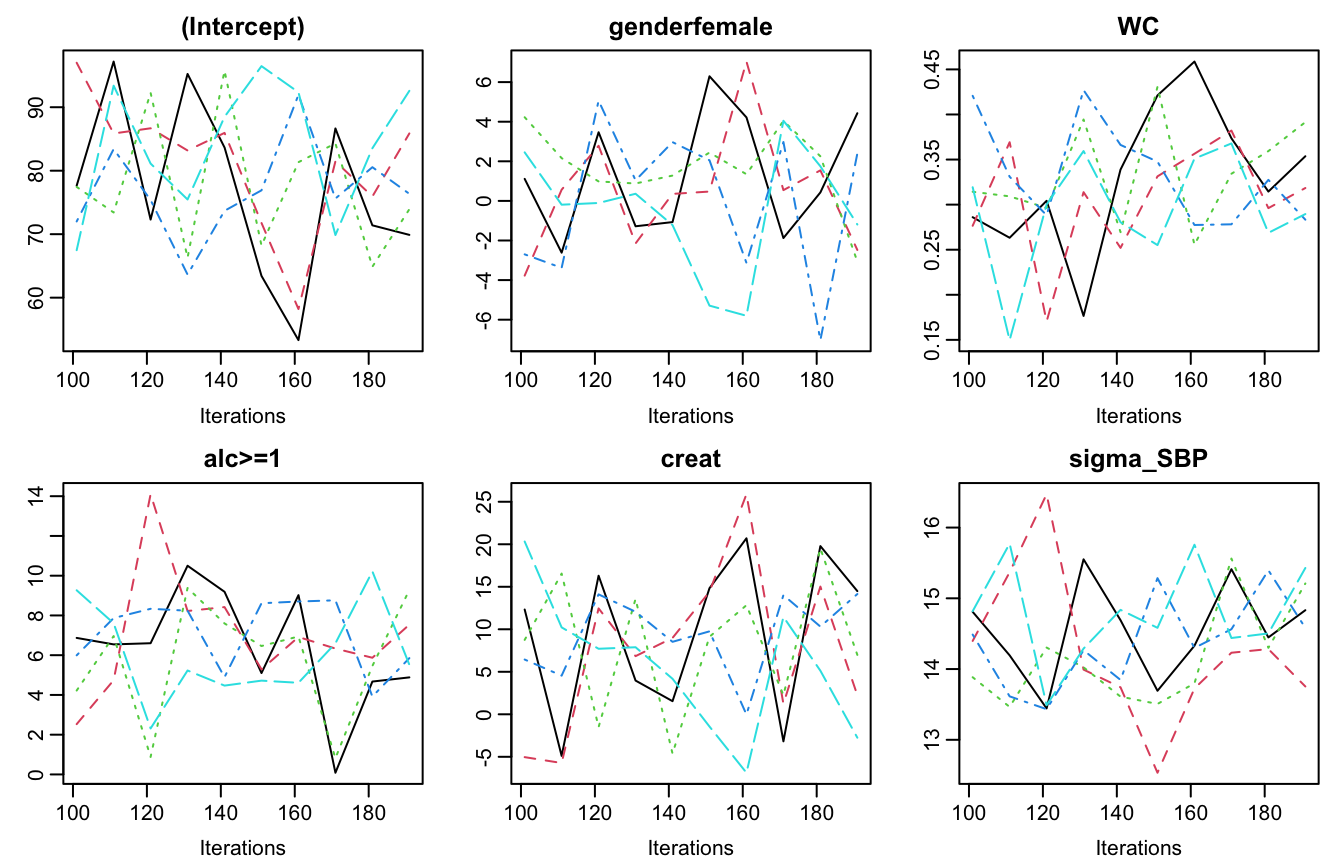 (Intercept)
90
80
70
60
100 120 140 160 180
Iterations
genderfemale
6
4
2
0
-2
-4
-6
100 120 140 160 180
Iterations
WC
0.45
0.35
0.25
0.15
100 120 140 160 180
Iterations
alc>=1
14
10
8
6
4
2
0
100 120 140 160 180
Iterations
creat
25
20
15
10
5
0
-5
100 120 140 160 180
Iterations
sigma_SBP
16
15
14
13
100 120 140 160 180
Iterations